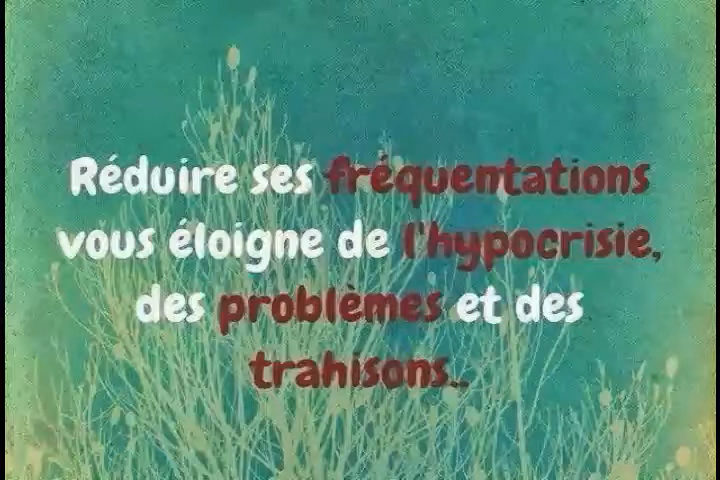 Réduire ses fréquentations
vous éloigne de l'hypocrisie,
des problèmes et des
trahisons..